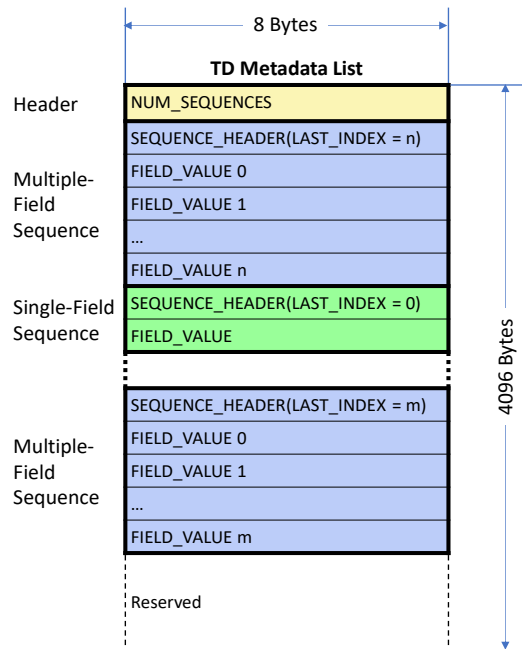 8 Bytes
TD Metadata List
Header
NUM_SEQUENCES
SEQUENCE_HEADER(LAST_INDEX = n)
Multiple-
Field
Sequence
FIELD_VALUE 0
FIELD_VALUE 1
...
FIELD_VALUE n
Single-Field
Sequence
SEQUENCE_HEADER(LAST_INDEX = 0)
FIELD_VALUE
4096 Bytes
SEQUENCE_HEADER(LAST_INDEX = m)
Multiple-
Field
Sequence
FIELD_VALUE 0
FIELD_VALUE 1
...
FIELD_VALUE m
Reserved